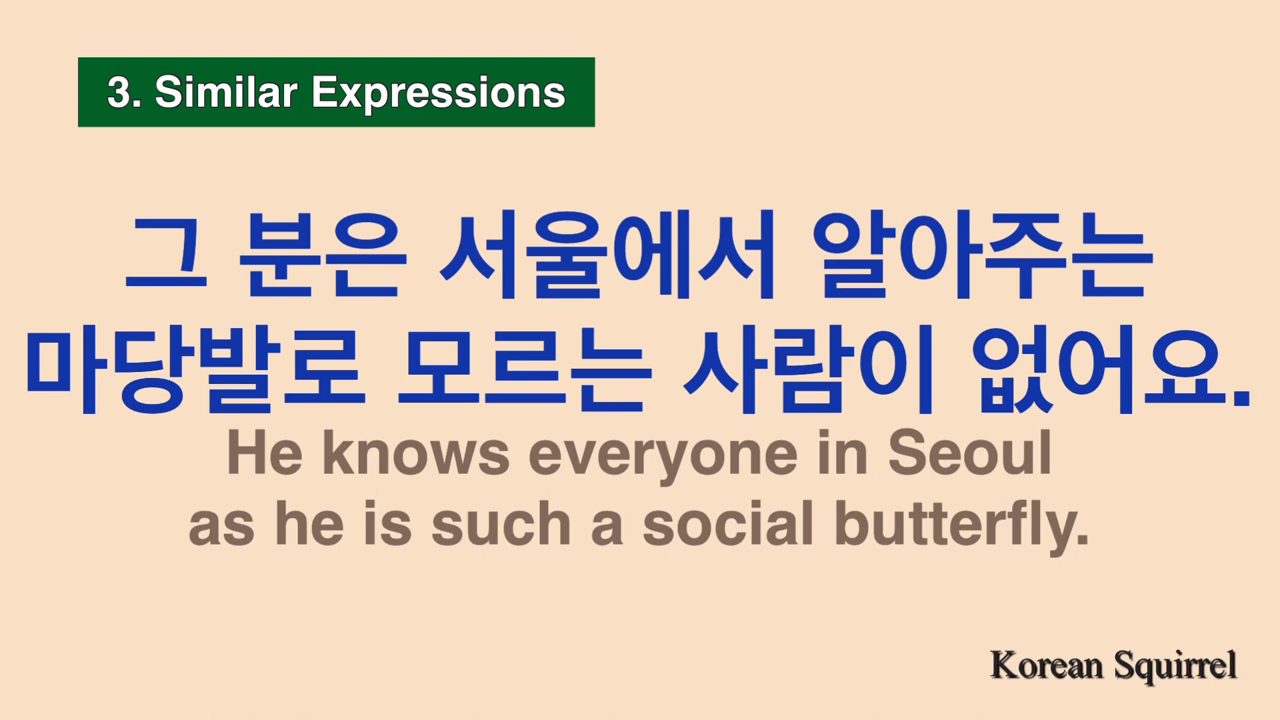 3. Similar Expressions
그 분은 서울에서 알아주는
마당발로 모르는 사람이 없어요.
He knows everyone in Seoul
as he is such a social butterfly.
Korean Squirrel